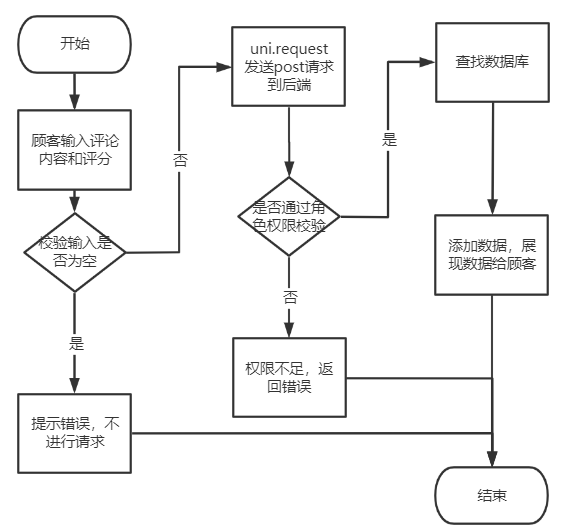 开始
顾客输入评论
内容和评分
校验输入是
否为空
是
提示错误，不
进行请求
否
uni.request
发送post请求
到后端
是否通过角
色权限校验
否
权限不足，返
回错误
是
查找数据库
添加数据，展
现数据给顾客
结束